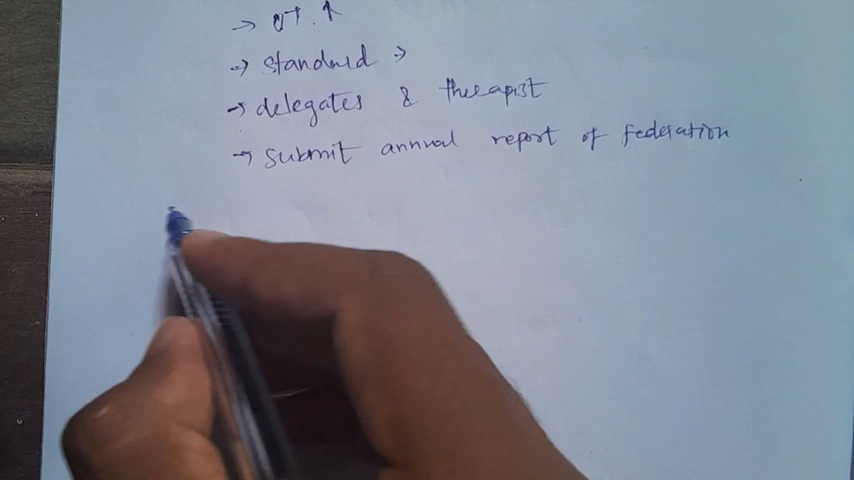 → OT. ↑
→ standard →
→ delegates & therapist
→ submit annual report of federation